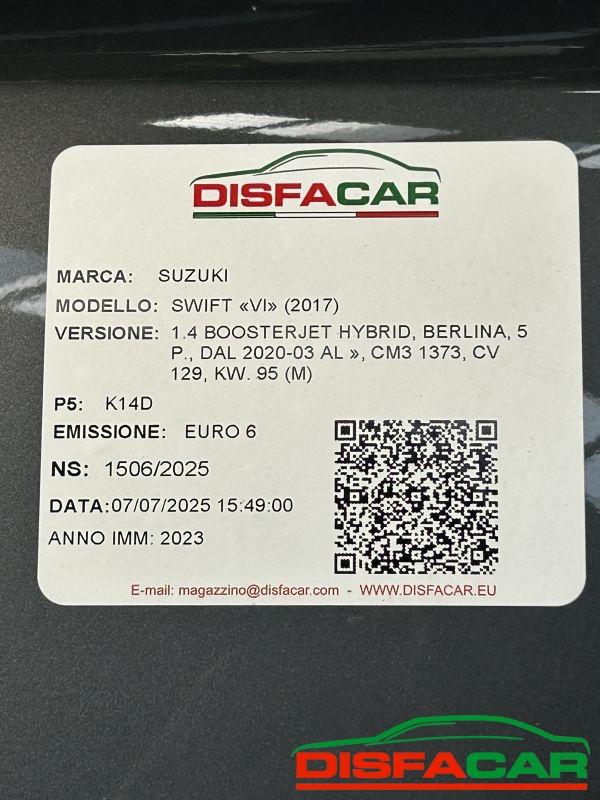 DISFACAR
MARCA: SUZUKI
MODELLO: SWIFT «VI» (2017)
VERSIONE: 1.4 BOOSTERJET HYBRID, BERLINA, 5
P., DAL 2020-03 AL », CM3 1373, CV
129, KW. 95 (M)
P5: K14D
EMISSIONE: EURO 6
NS: 1506/2025
DATA:07/07/2025 15:49:00
ANNO IMM: 2023
E-mail: magazzino@disfacar.com - WWW.DISFACAR.EU
DISFACAR